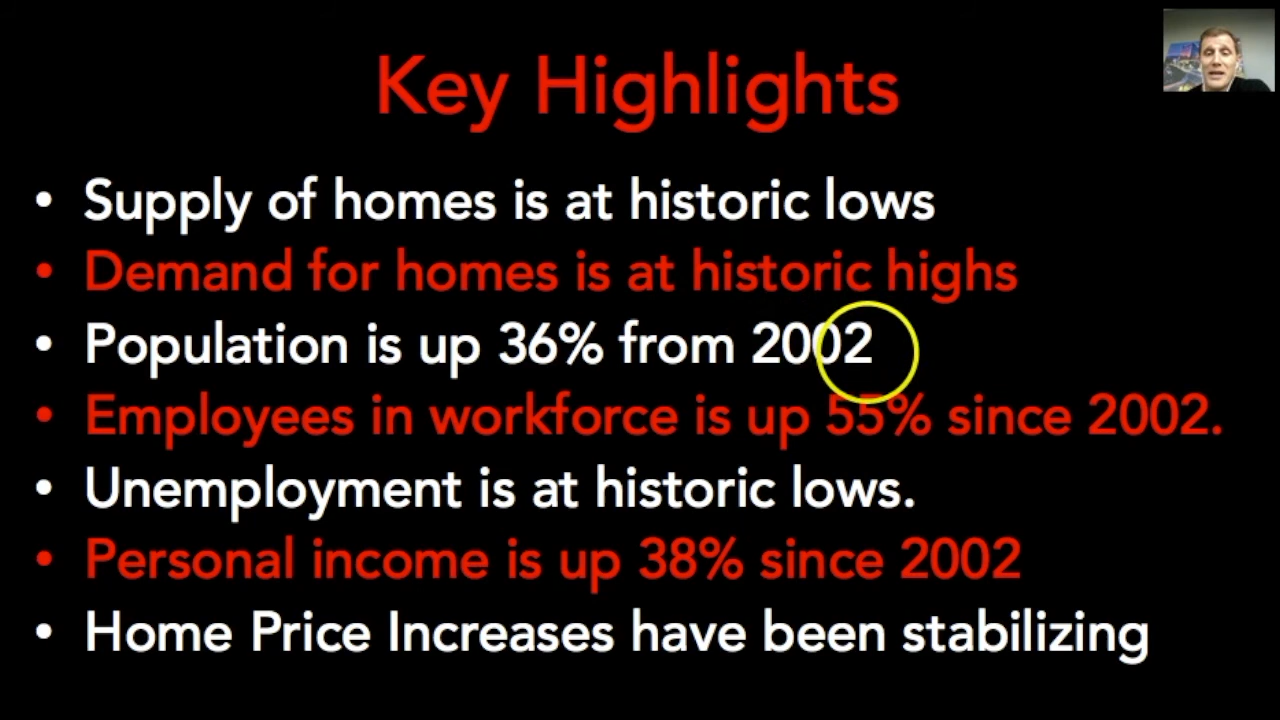 Key Highlights
• Supply of homes is at historic lows
• Demand for homes is at historic highs
• Population is up 36% from 2002
• Employees in workforce is up 55% since 2002.
• Unemployment is at historic lows.
• Personal income is up 38% since 2002
• Home Price Increases have been stabilizing